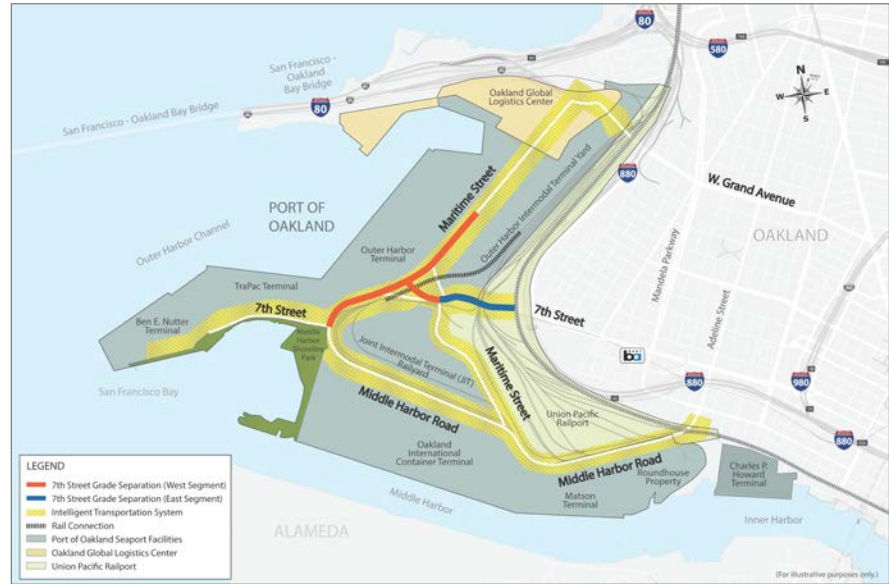 80
580
880
980
880
880
80
San Francisco -
Oakland
Bay Bridge
San Francisco - Oakland Bay Bridge
Oakland Global
Logistics Center
N
W
E
S
Maritime Street
Outer Harbor Intermodal Terminal Yard
W. Grand Avenue
PORT OF
OAKLAND
OAKLAND
Outer Harbor Channel
Outer Harbor
Terminal
Mandela Parkway
Adeline Street
TraPac Terminal
7th Street
7th Street
Ben E. Nutter
Terminal
Middle
Harbor
Shoreline
Park
Joint Intermodal Terminal (JIT)
Railyard
Maritime Street
ba
San Francisco Bay
Middle Harbor Road
Union Pacific
Railport
Oakland
International
Container Terminal
Middle Harbor Road
Roundhouse
Property
Matson
Terminal
Charles P.
Howard
Terminal
Middle Harbor
Inner Harbor
ALAMEDA
LEGEND
7th Street Grade Separation (West Segment)
7th Street Grade Separation (East Segment)
Intelligent Transportation System
Rail Connection
Port of Oakland Seaport Facilities
Oakland Global Logistics Center
Union Pacific Railport
(For illustrative purposes only.)